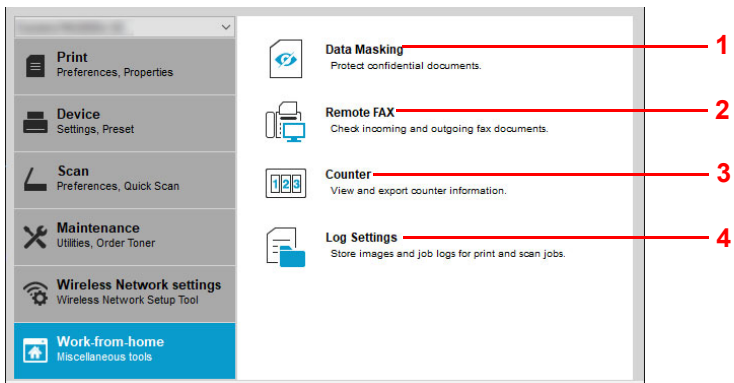 Print
Preferences, Properties
Device
Settings, Preset
Scan
Preferences, Quick Scan
Maintenance
Utilities, Order Toner
Wireless Network settings
Wireless Network Setup Tool
Work-from-home
Miscellaneous tools
Data Masking
1
Protect confidential documents.
Remote FAX
2
Check incoming and outgoing fax documents.
123
Counter
3
View and export counter information.
Log Settings
4
Store images and job logs for print and scan jobs.